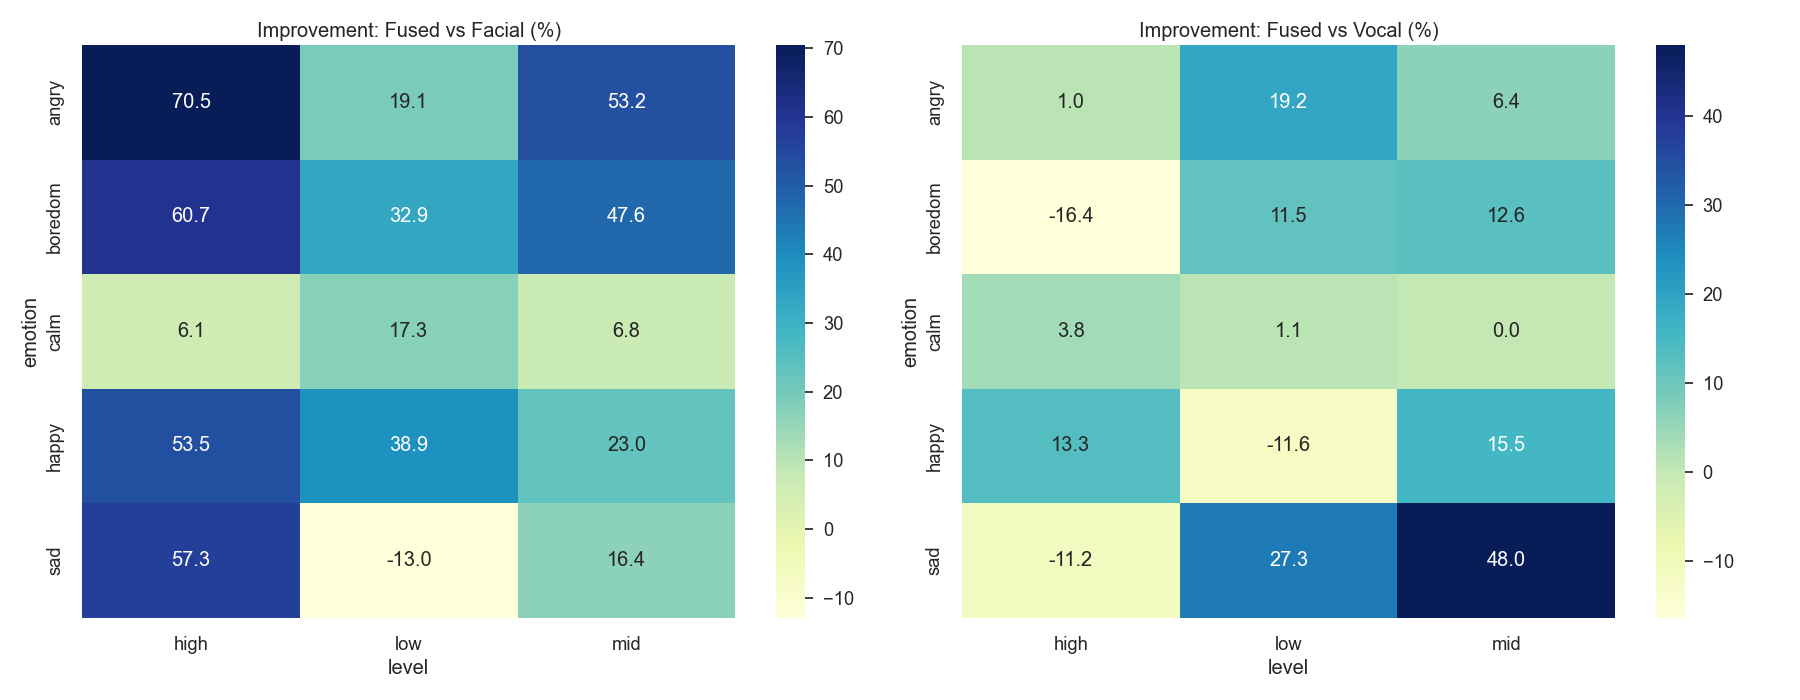 Improvement: Fused vs Facial (%)
emotion
angry
boredom
calm
happy
sad
70.5 19.1 53.2
60.7 32.9 47.6
6.1 17.3 6.8
53.5 38.9 23.0
57.3 -13.0 16.4
high low mid
level
70
60
50
40
30
20
10
0
−10
Improvement: Fused vs Vocal (%)
emotion
angry
boredom
calm
happy
sad
1.0 19.2 6.4
-16.4 11.5 12.6
3.8 1.1 0.0
13.3 -11.6 15.5
-11.2 27.3 48.0
high low mid
level
40
30
20
10
0
−10